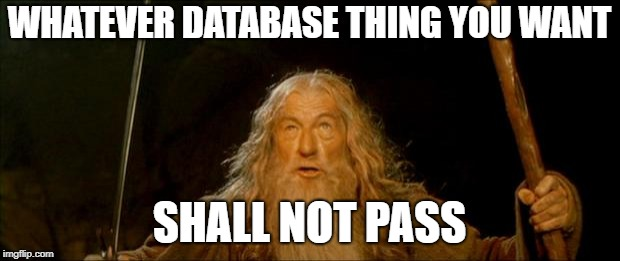 WHATEVER DATABASE THING YOU WANT
SHALL NOT PASS
imgflip.com